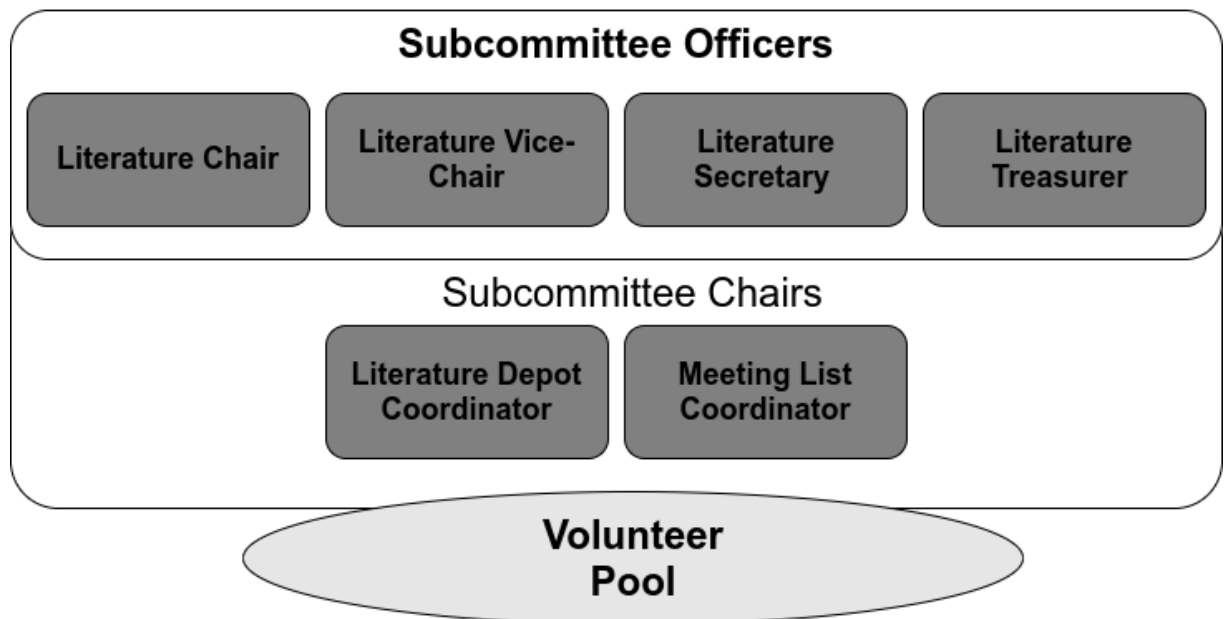 Subcommittee Officers
Literature Chair
Literature Vice-
Chair
Literature
Secretary
Literature
Treasurer
Subcommittee Chairs
Literature Depot
Coordinator
Meeting List
Coordinator
Volunteer
Pool